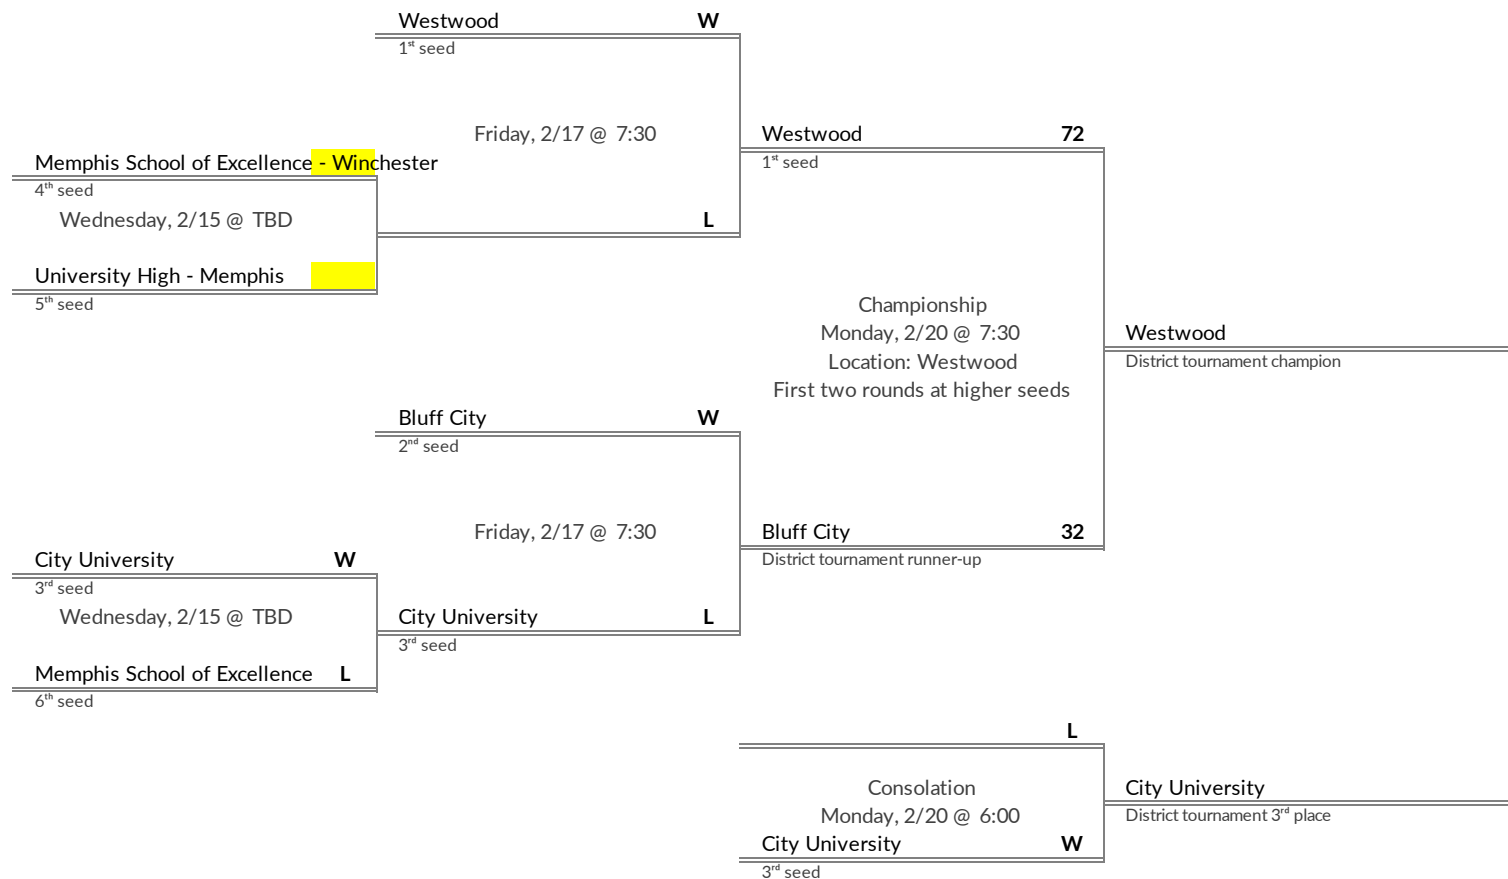 Westwood W
1st seed
Friday, 2/17 @ 7:30
Westwood 72
1st seed
Memphis School of Excellence - Winchester
4th seed
Wednesday, 2/15 @ TBD
L
University High - Memphis
5th seed
Championship
Monday, 2/20 @ 7:30
Location: Westwood
First two rounds at higher seeds
Westwood
District tournament champion
Bluff City W
2nd seed
Friday, 2/17 @ 7:30
Bluff City 32
District tournament runner-up
City University W
3rd seed
Wednesday, 2/15 @ TBD
City University L
3rd seed
Memphis School of Excellence L
6th seed
L
Consolation
Monday, 2/20 @ 6:00
City University
District tournament 3rd place
City University W
3rd seed